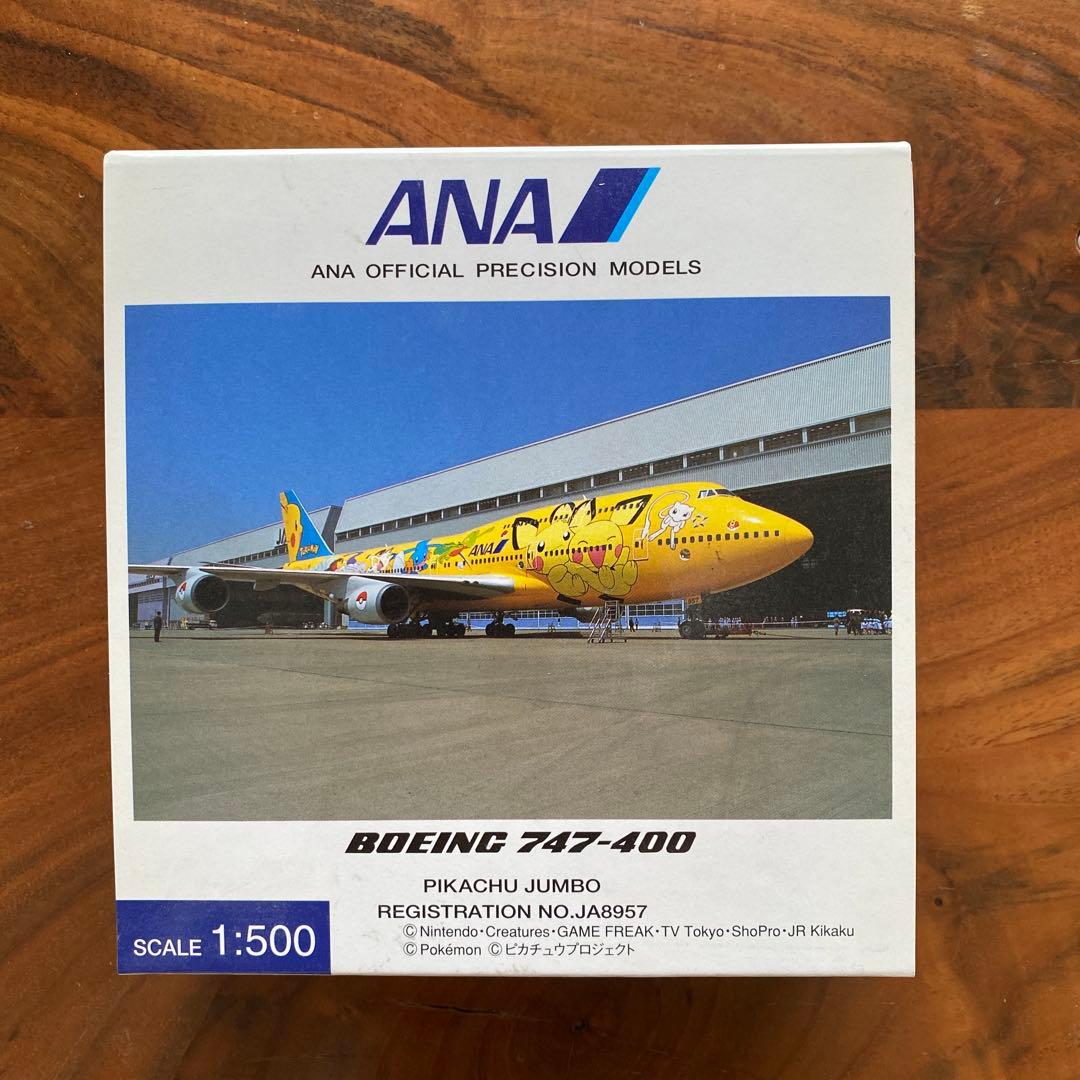 ANA
ANA OFFICIAL PRECISION MODELS
ANA
BOEING 747-400
PIKACHU JUMBO
REGISTRATION NO.JA8957
SCALE 1:500
Ⓒ Nintendo・Creatures・GAME FREAK・TV Tokyo・ShoPro・JR Kikaku
Ⓒ Pokémon Ⓒ ピカチュウプロジェクト